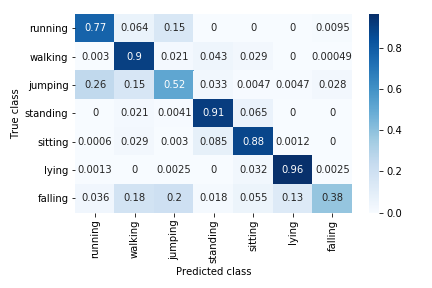 running 0.77 0.064 0.15 0 0 0 0.0095
walking 0.003 0.9 0.021 0.043 0.029 0 0.00049
jumping 0.26 0.15 0.52 0.033 0.0047 0.0047 0.028
standing 0 0.021 0.0041 0.91 0.065 0 0
sitting 0.0006 0.029 0.003 0.085 0.88 0.0012 0
lying 0.0013 0 0.0025 0 0.032 0.96 0.0025
falling 0.036 0.18 0.2 0.018 0.055 0.13 0.38
running walking jumping standing sitting lying falling
Predicted class
True class
0.8
0.6
0.4
0.2
0.0